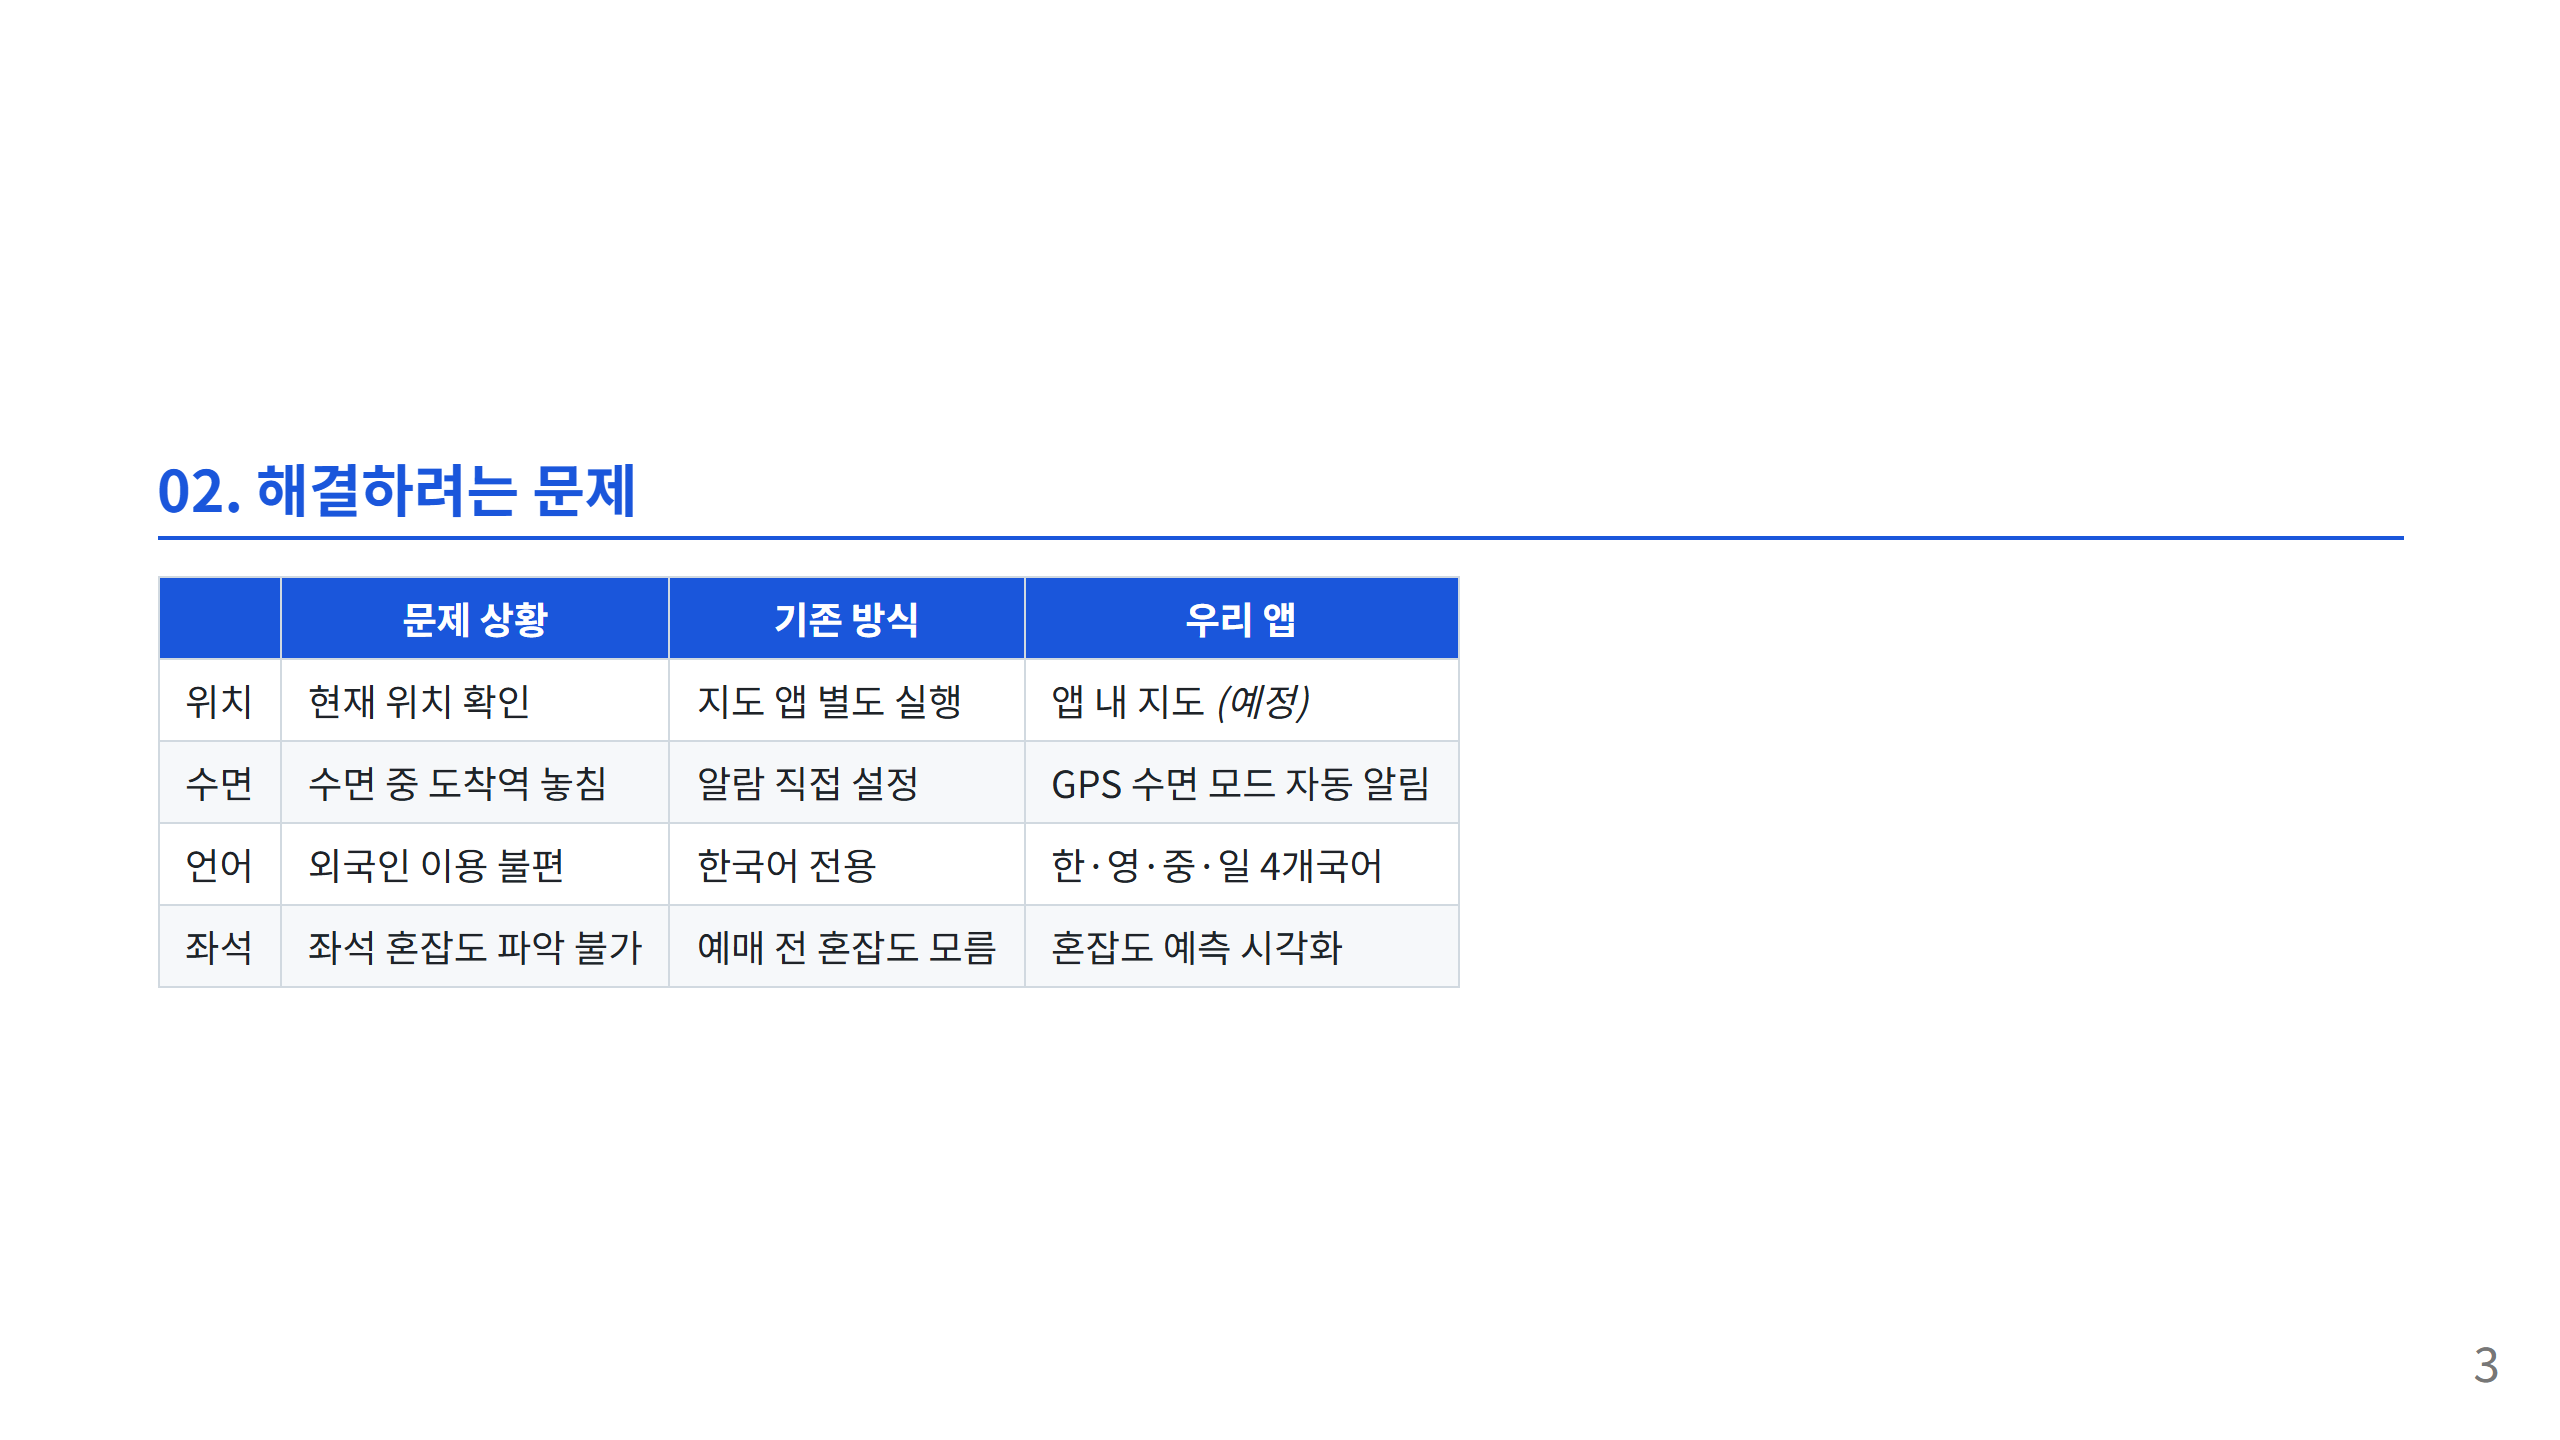 02. 해결하려는 문제
문제 상황 기존 방식 우리 앱
위치 현재 위치 확인 지도 앱 별도 실행 앱 내 지도 (예정)
수면 수면 중 도착역 놓침 알람 직접 설정 GPS 수면 모드 자동 알림
언어 외국인 이용 불편 한국어 전용 한·영·중·일 4개국어
좌석 좌석 혼잡도 파악 불가 예매 전 혼잡도 모름 혼잡도 예측 시각화
3